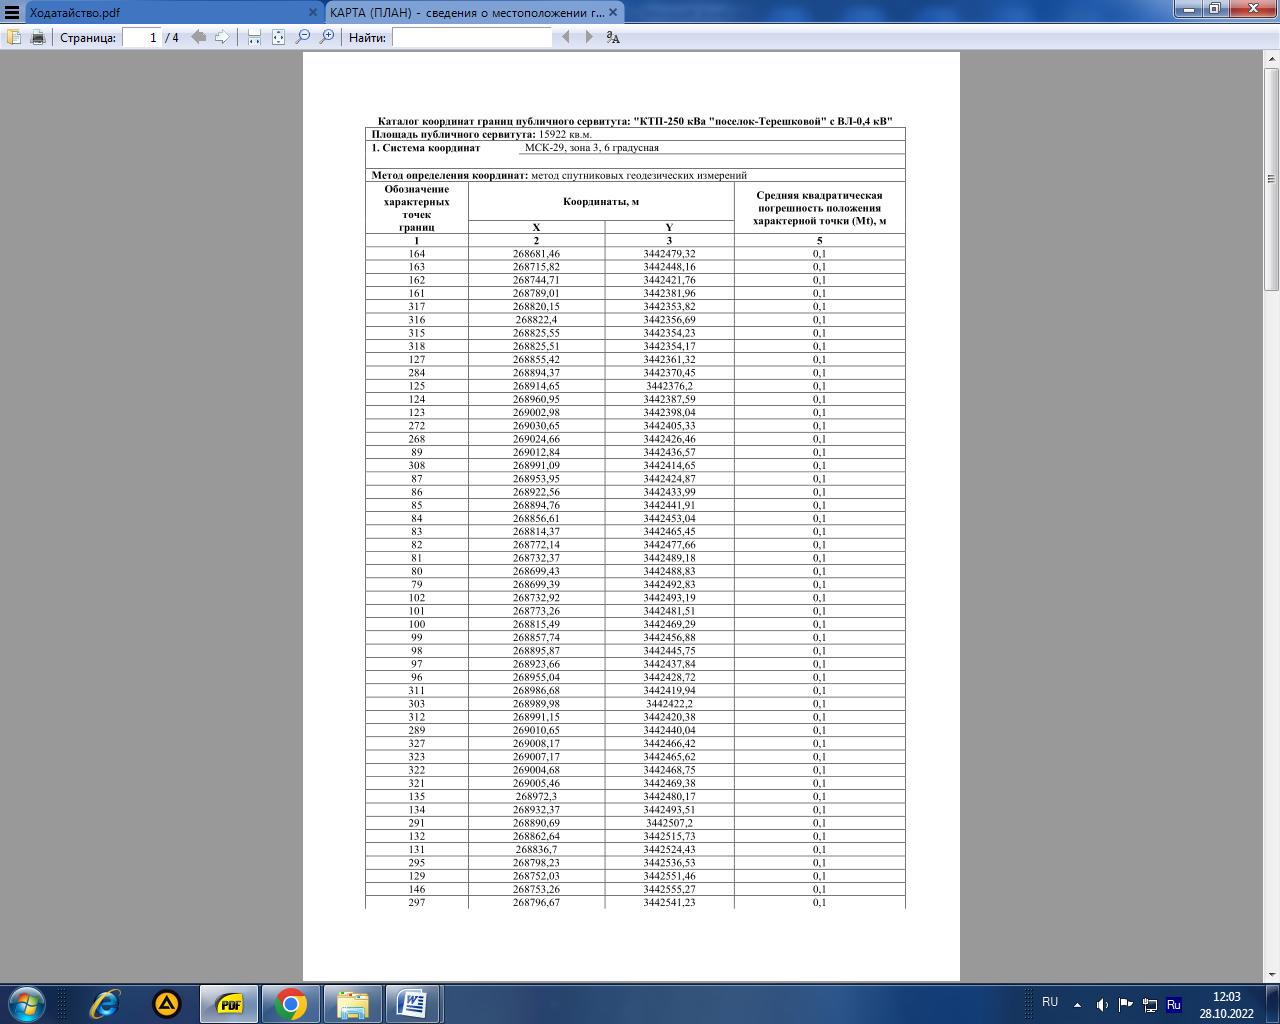 Ходатайство.pdf
КАРТА (ПЛАН) - сведения о местоположении г...
Страница: 1 / 4 Найти:
Каталог координат границ публичного сервитута: "КТП-250 кВа "поселок-Терешковой" с ВЛ-0,4 кВ"
Площадь публичного сервитута: 15922 кв.м.
1. Система координат МСК-29, зона 3, 6 градусная
Метод определения координат: метод спутниковых геодезических измерений
Обозначение характерных точек границ
Координаты, м
Средняя квадратическая погрешность положения характерной точки (Mt), м
X Y
1 2 3 5
164 268681,46 3442479,32 0,1
163 268715,82 3442448,16 0,1
162 268744,71 3442421,76 0,1
161 268789,01 3442381,96 0,1
317 268820,15 3442353,82 0,1
316 268822,4 3442356,69 0,1
315 268825,55 3442354,23 0,1
318 268825,51 3442354,17 0,1
127 268855,42 3442361,32 0,1
284 268894,37 3442370,45 0,1
125 268914,65 3442376,2 0,1
124 268960,95 3442387,59 0,1
123 269002,98 3442398,04 0,1
272 269030,65 3442405,33 0,1
268 269024,66 3442426,46 0,1
89 269012,84 3442436,57 0,1
308 268991,09 3442414,65 0,1
87 268953,95 3442424,87 0,1
86 268922,56 3442433,99 0,1
85 268894,76 3442441,91 0,1
84 268856,61 3442453,04 0,1
83 268814,37 3442465,45 0,1
82 268772,14 3442477,66 0,1
81 268732,37 3442489,18 0,1
80 268699,43 3442488,83 0,1
79 268699,39 3442492,83 0,1
102 268732,92 3442493,19 0,1
101 268773,26 3442481,51 0,1
100 268815,49 3442469,29 0,1
99 268857,74 3442456,88 0,1
98 268895,87 3442445,75 0,1
97 268923,66 3442437,84 0,1
96 268955,04 3442428,72 0,1
311 268986,68 3442419,94 0,1
303 268989,98 3442422,2 0,1
312 268991,15 3442420,38 0,1
289 269010,65 3442440,04 0,1
327 269008,17 3442466,42 0,1
323 269007,17 3442465,62 0,1
322 269004,68 3442468,75 0,1
321 269005,46 3442469,38 0,1
135 268972,3 3442480,17 0,1
134 268932,37 3442493,51 0,1
291 268890,69 3442507,2 0,1
132 268862,64 3442515,73 0,1
131 268836,7 3442524,43 0,1
295 268798,23 3442536,53 0,1
129 268752,03 3442551,46 0,1
146 268753,26 3442555,27 0,1
297 268796,67 3442541,23 0,1
PDF
RU Ru 12:03
28.10.2022